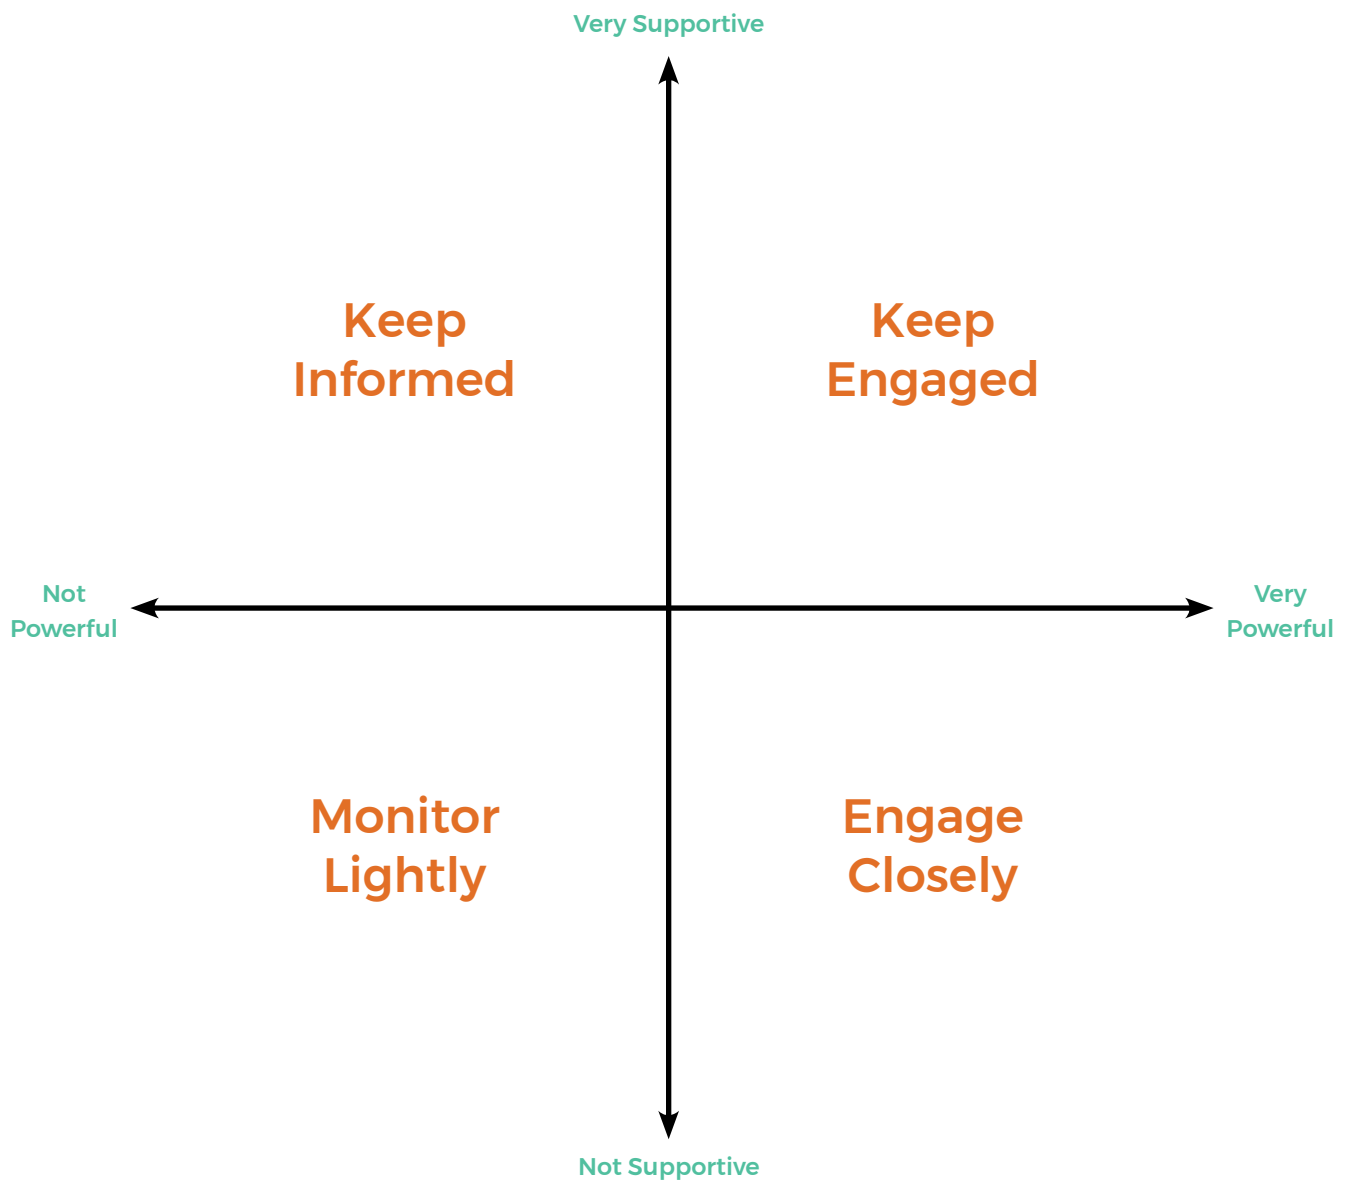 Very Supportive
Keep
Informed
Keep
Engaged
Not
Powerful
Very
Powerful
Monitor
Lightly
Engage
Closely
Not Supportive